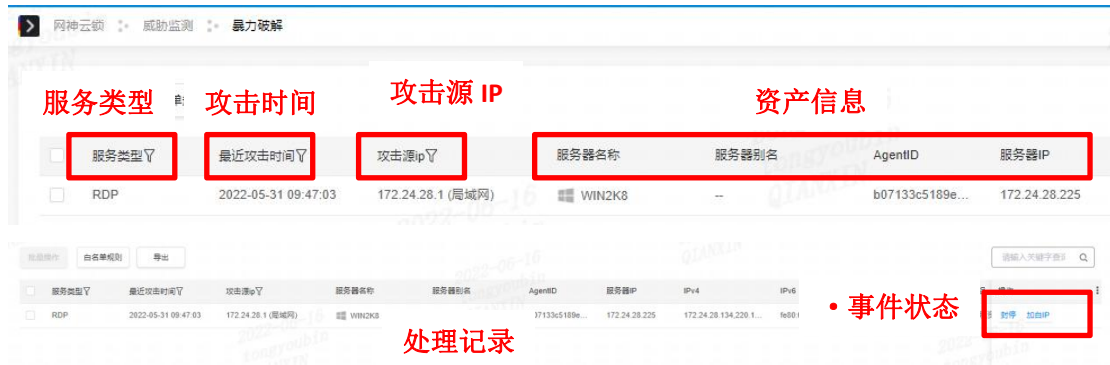 网神云锁 威胁监测 暴力破解
服务类型 攻击时间 攻击源 IP 资产信息
服务类型 最近攻击时间 攻击源ip 服务器名称 服务器别名 AgentID 服务器IP
RDP 2022-05-31 09:47:03 172.24.28.1 (局域网) WIN2K8 -- b07133c5189e... 172.24.28.225
批量操作 白名单规则 导出 请输入关键字查询
服务类型 最近攻击时间 攻击源ip 服务器名称 服务器别名 AgentID 服务器IP IPv4 IPv6 操作
RDP 2022-05-31 09:47:03 172.24.28.1 (局域网) WIN2K8 17133c5189e... 172.24.28.225 172.24.28.134,220.1... fe80: 封停 加白IP
• 事件状态
处理记录